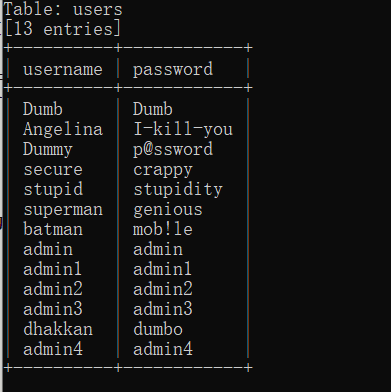 Table: users
[13 entries]
+----------+------------+
| username | password   |
+----------+------------+
| Dumb     | Dumb       |
| Angelina | I-kill-you |
| Dummy    | p@ssword   |
| secure   | crappy     |
| stupid   | stupidity  |
| superman | genious    |
| batman   | mob!le     |
| admin    | admin      |
| admin1   | admin1     |
| admin2   | admin2     |
| admin3   | admin3     |
| dhakkan  | dumbo      |
| admin4   | admin4     |
+----------+------------+